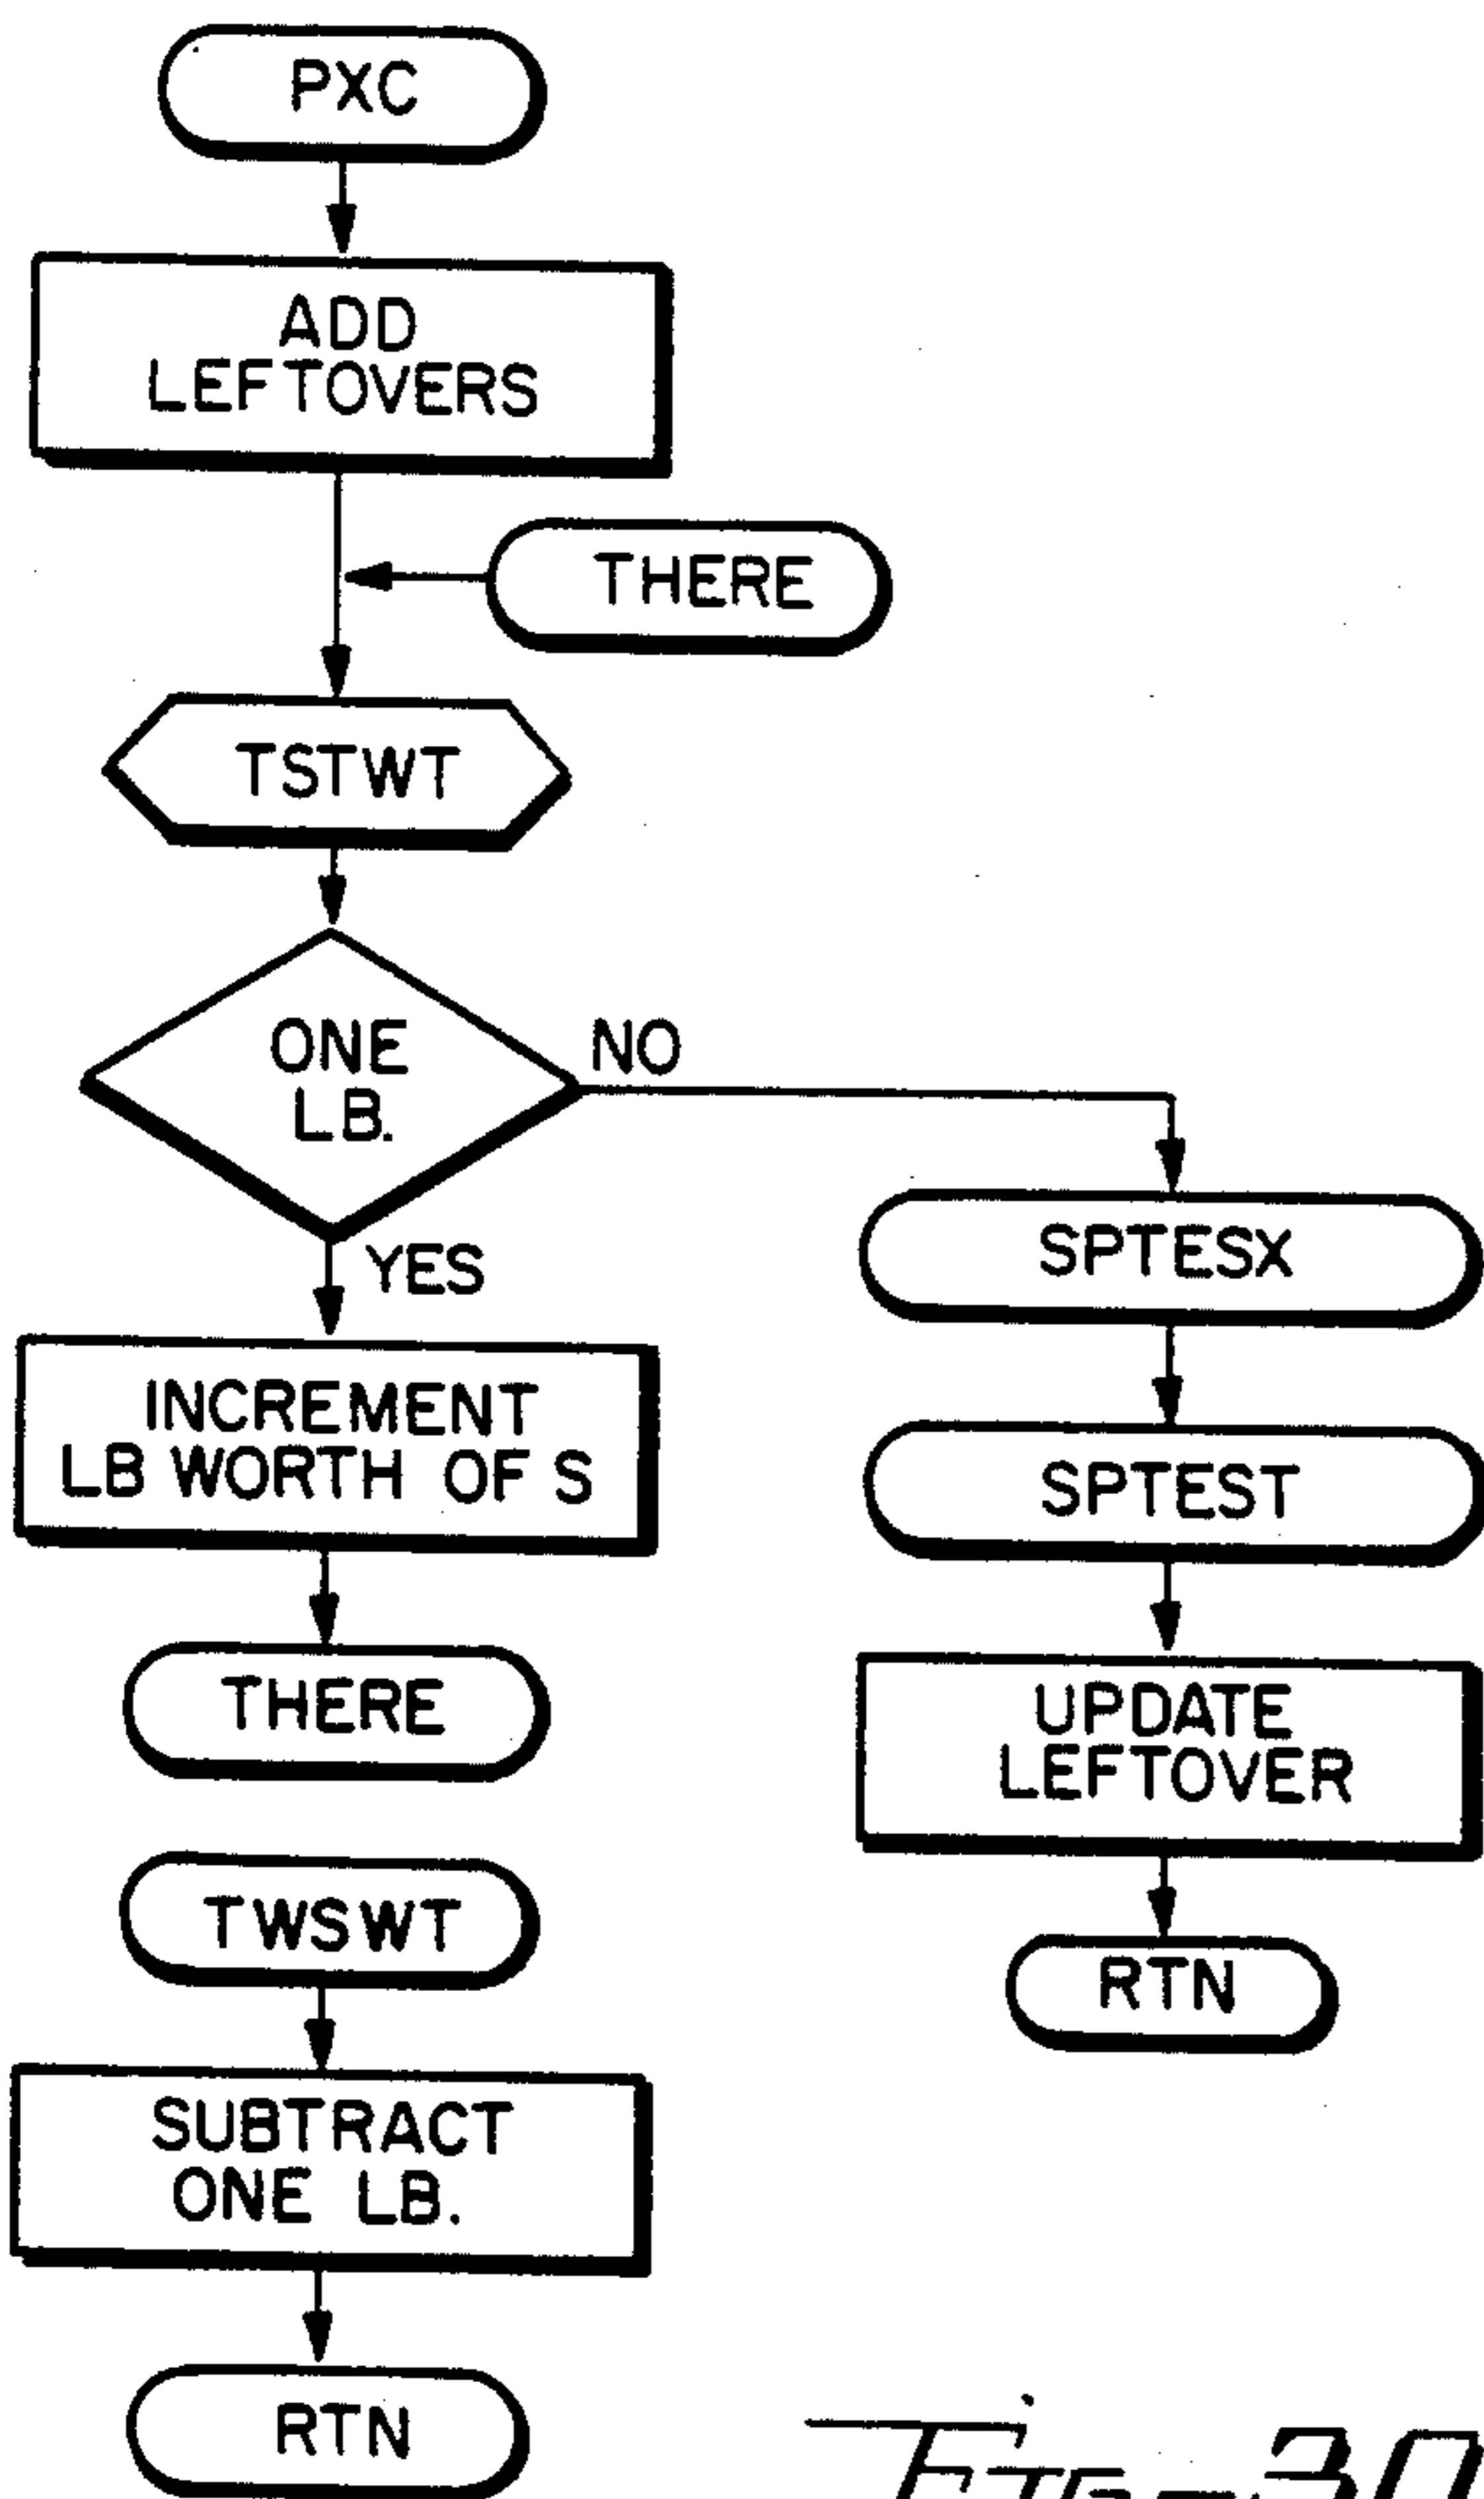 PXC
ADD
LEFTOVERS
THERE
TSTWT
ONE
LB.
NO
YES
INCREMENT
LB WORTH OF S
THERE
SPTESX
SPTEST
UPDATE
LEFTOVER
RTN
TWSWT
SUBTRACT
ONE LB.
RTN